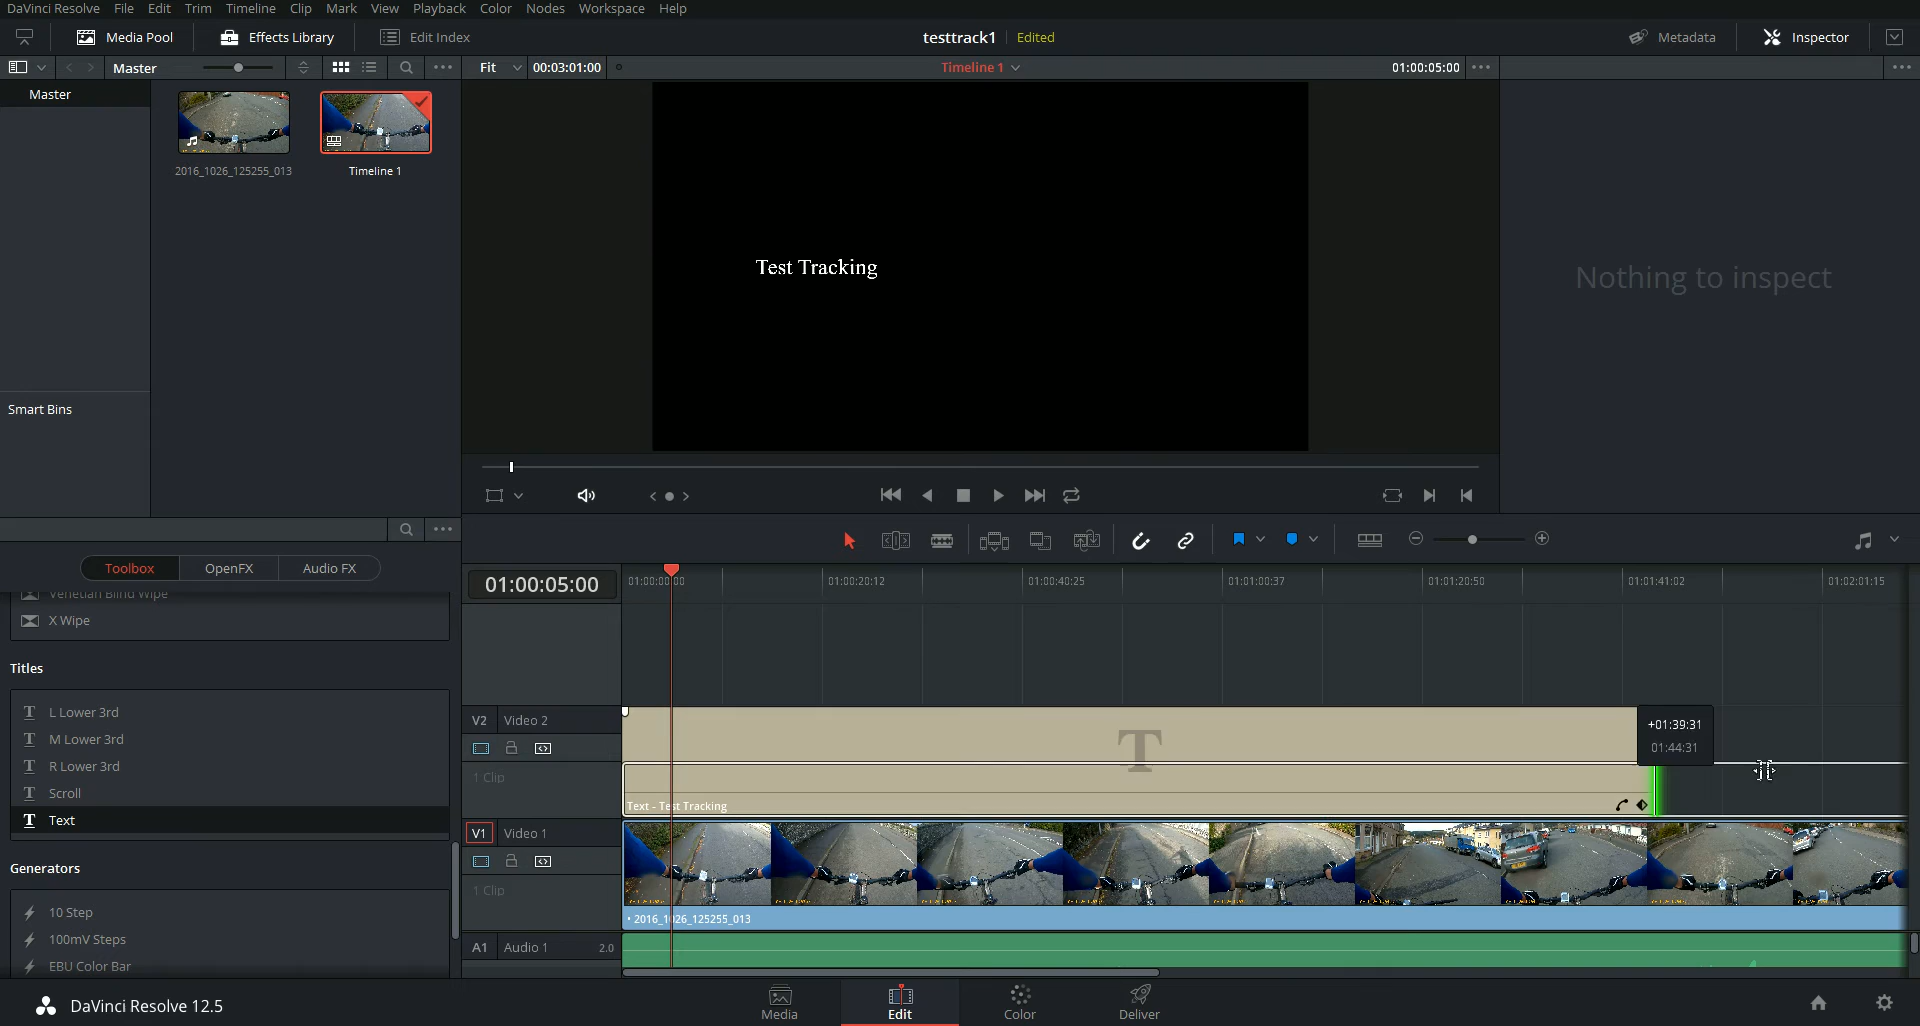 DaVinci Resolve File Edit Trim Timeline Clip Mark View Playback Color Nodes Workspace Help
Media Pool Effects Library Edit Index testtrack1 Edited Metadata Inspector
Master Fit 00:03:01:00 Timeline 1 01:00:05:00
Master
2016_1026_125255_013 Timeline 1
Test Tracking
Nothing to inspect
Smart Bins
Toolbox OpenFX Audio FX
01:00:05:00 01:00:00:00 01:00:20:12 01:00:40:25 01:01:00:37 01:01:20:50 01:01:41:02 01:02:01:15
Venetian Blind Wipe
X Wipe
Titles
T L Lower 3rd
T M Lower 3rd
T R Lower 3rd
T Scroll
T Text
Generators
10 Step
100mV Steps
EBU Color Bar
V2 Video 2
+01:39:31
01:44:31
T
1 Clip
Text - Test Tracking
V1 Video 1
1 Clip
• 2016_1026_125255_013
A1 Audio 1 2.0
DaVinci Resolve 12.5 Media Edit Color Deliver